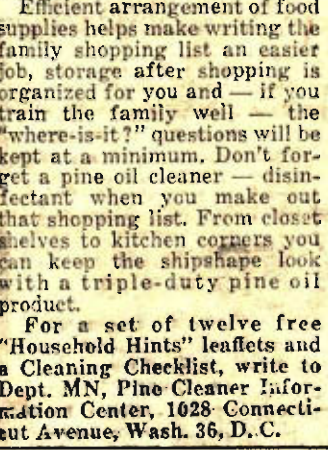 Efficient arrangement of food
supplies helps make writing the
family shopping list an easier
job, storage after shopping is
organized for you and — if you
train the family well — the
"where-is-it?" questions will be
kept at a minimum. Don't for-
get a pine oil cleaner — disin-
fectant when you make out
that shopping list. From closet
shelves to kitchen corners you
can keep the shipshape look
with a triple-duty pine oil
product.
For a set of twelve free
"Household Hints" leaflets and
a Cleaning Checklist, write to
Dept. MN, Pine Cleaner Infor-
mation Center, 1028 Connecti-
cut Avenue, Wash. 36, D. C.